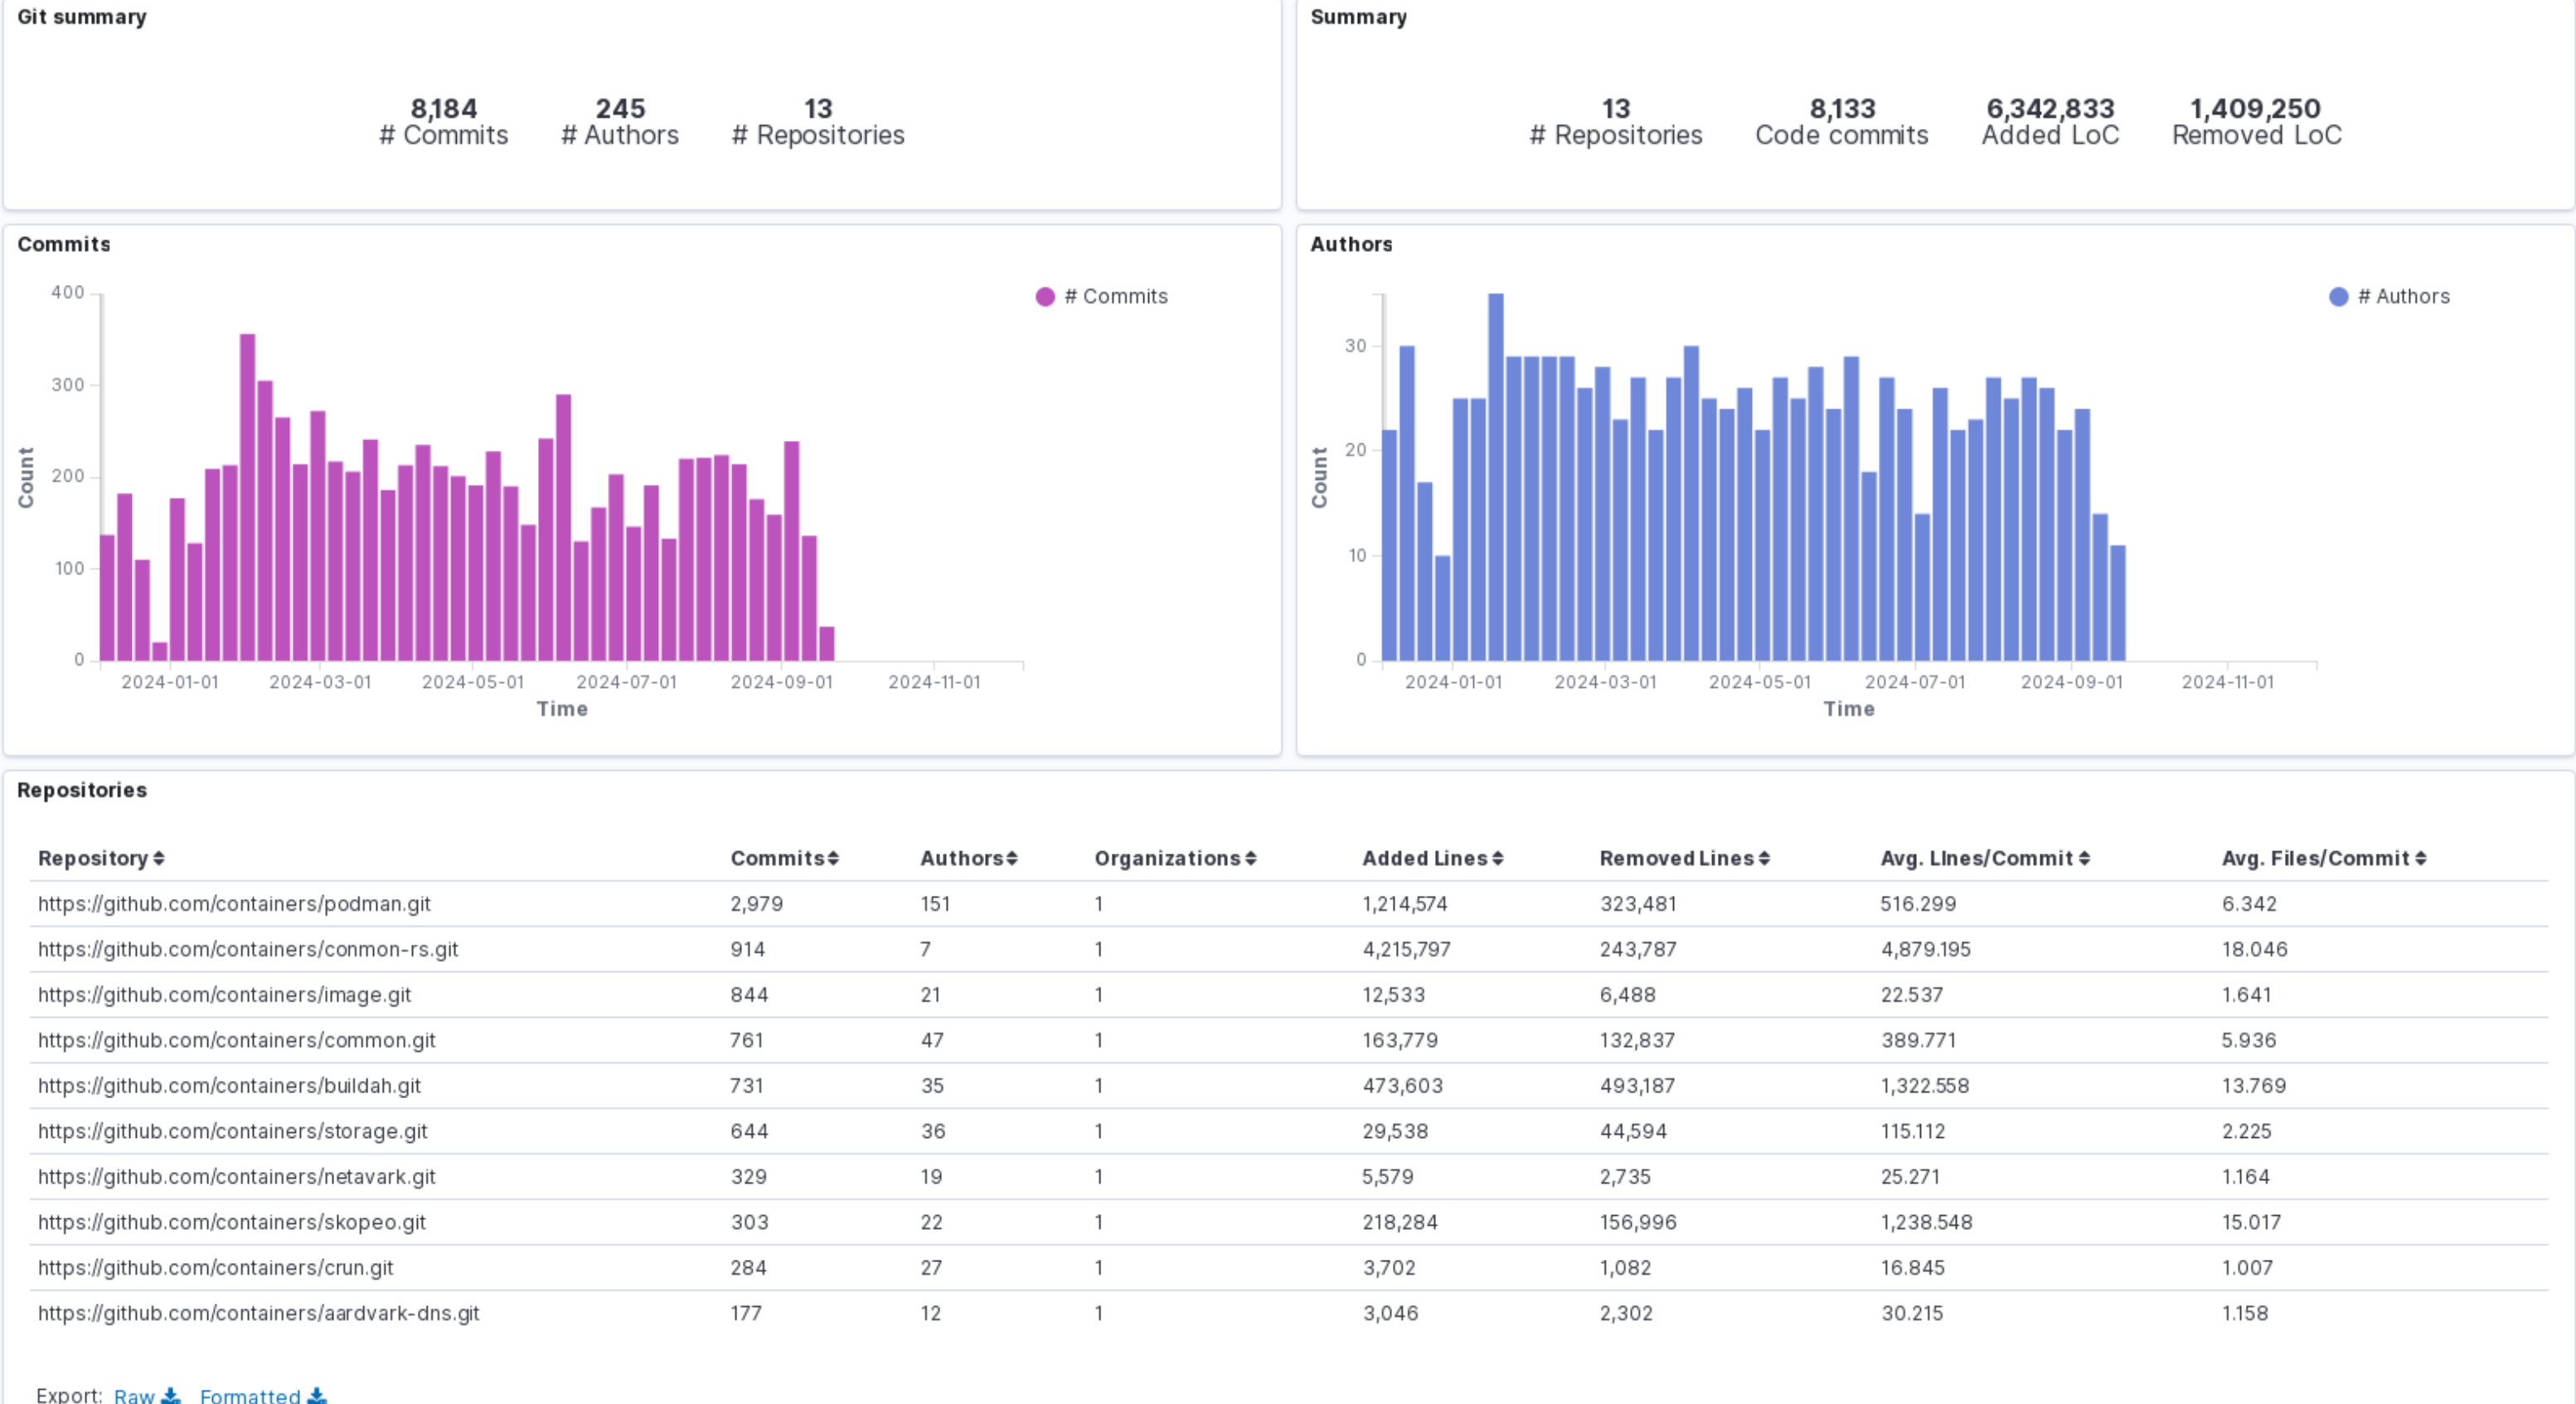 Git summary
8,184 245 13
# Commits # Authors # Repositories
Summary
13 8,133 6,342,833 1,409,250
# Repositories Code commits Added LoC Removed LoC
Commits
# Commits
400
300
200
100
0
Count
2024-01-01 2024-03-01 2024-05-01 2024-07-01 2024-09-01 2024-11-01
Time
Authors
# Authors
30
20
10
0
Count
2024-01-01 2024-03-01 2024-05-01 2024-07-01 2024-09-01 2024-11-01
Time
Repositories
Repository Commits Authors Organizations Added Lines Removed Lines Avg. LInes/Commit Avg. Files/Commit
https://github.com/containers/podman.git 2,979 151 1 1,214,574 323,481 516.299 6.342
https://github.com/containers/conmon-rs.git 914 7 1 4,215,797 243,787 4,879.195 18.046
https://github.com/containers/image.git 844 21 1 12,533 6,488 22.537 1.641
https://github.com/containers/common.git 761 47 1 163,779 132,837 389.771 5.936
https://github.com/containers/buildah.git 731 35 1 473,603 493,187 1,322.558 13.769
https://github.com/containers/storage.git 644 36 1 29,538 44,594 115.112 2.225
https://github.com/containers/netavark.git 329 19 1 5,579 2,735 25.271 1.164
https://github.com/containers/skopeo.git 303 22 1 218,284 156,996 1,238.548 15.017
https://github.com/containers/crun.git 284 27 1 3,702 1,082 16.845 1.007
https://github.com/containers/aardvark-dns.git 177 12 1 3,046 2,302 30.215 1.158
Export: Raw Formatted